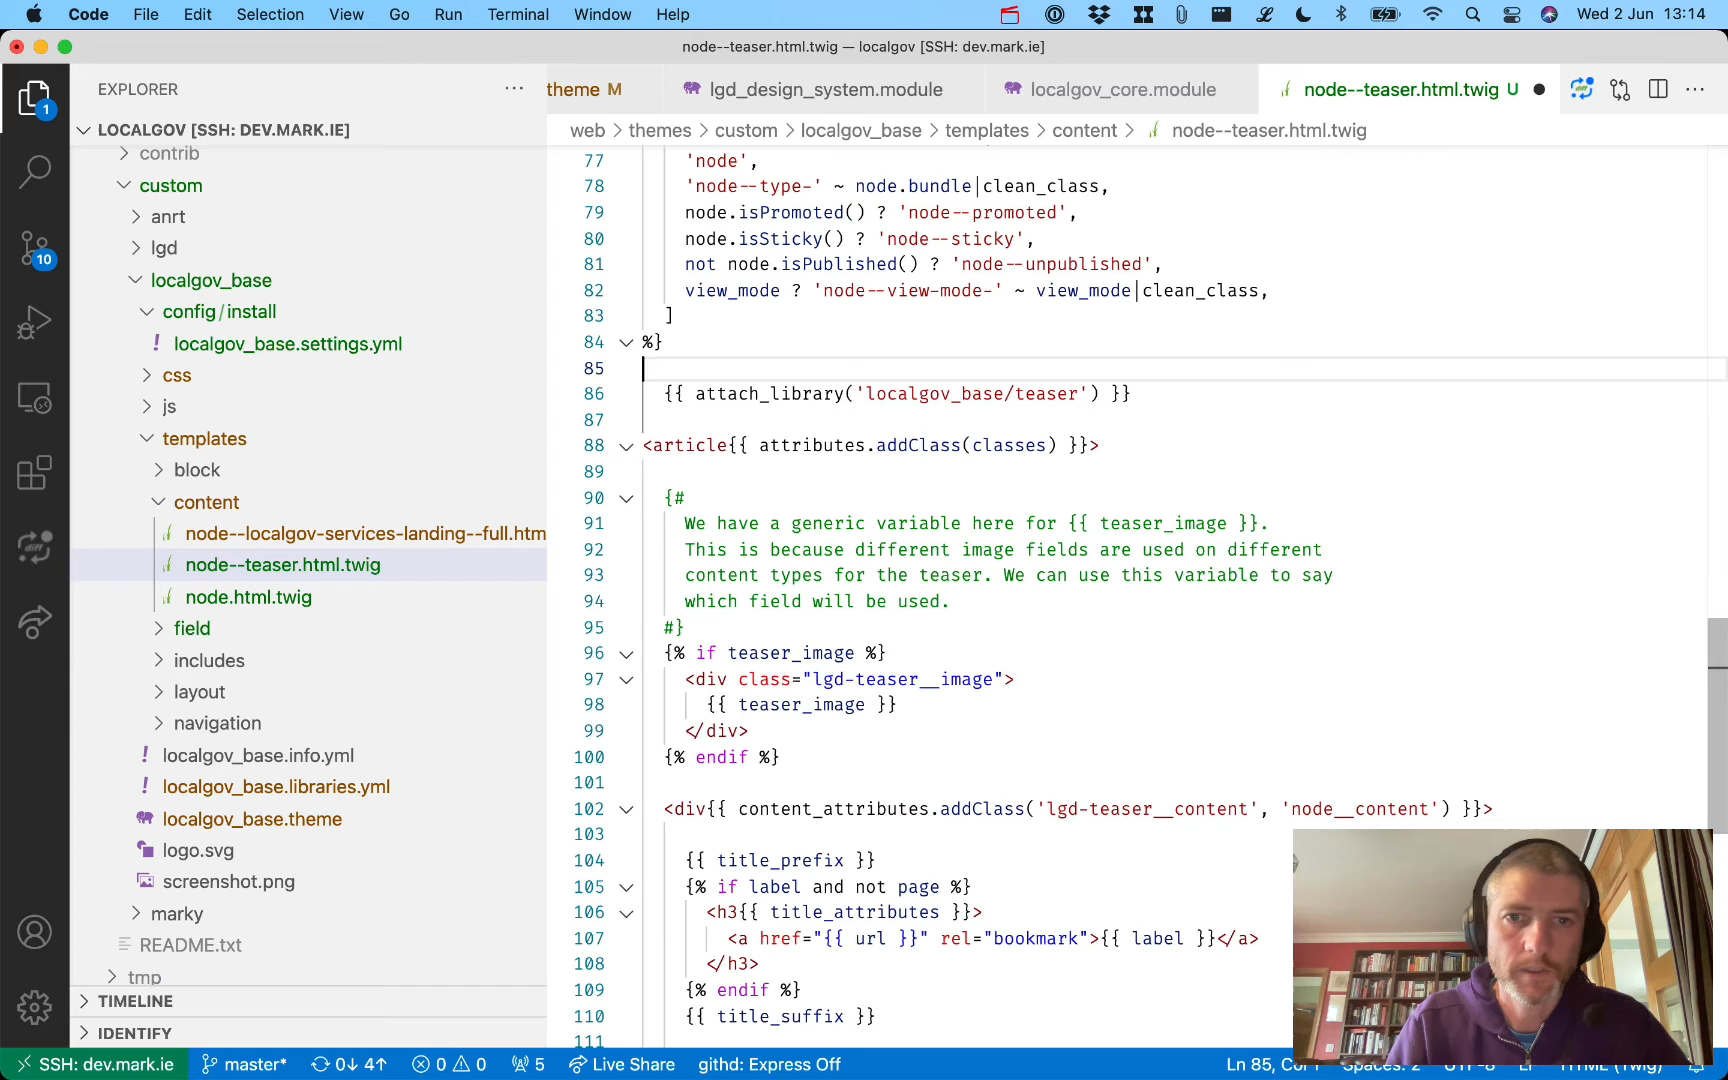 Code File Edit Selection View Go Run Terminal Window Help Wed 2 Jun 13:14
node--teaser.html.twig — localgov [SSH: dev.mark.ie]
EXPLORER
theme M lgd_design_system.module localgov_core.module node--teaser.html.twig U
web > themes > custom > localgov_base > templates > content > node--teaser.html.twig
1
10
LOCALGOV [SSH: DEV.MARK.IE]
contrib
custom
anrt
lgd
localgov_base
config/install
localgov_base.settings.yml
css
js
templates
block
content
node--localgov-services-landing--full.htm
node--teaser.html.twig
node.html.twig
field
includes
layout
navigation
localgov_base.info.yml
localgov_base.libraries.yml
localgov_base.theme
logo.svg
screenshot.png
marky
README.txt
tmp
TIMELINE
IDENTIFY
77 'node',
78 'node--type-' ~ node.bundle|clean_class,
79 node.isPromoted() ? 'node--promoted',
80 node.isSticky() ? 'node--sticky',
81 not node.isPublished() ? 'node--unpublished',
82 view_mode ? 'node--view-mode-' ~ view_mode|clean_class,
83 ]
84 %}
85
86 {{ attach_library('localgov_base/teaser') }}
87
88 <article{{ attributes.addClass(classes) }}>
89
90 {#
91 We have a generic variable here for {{ teaser_image }}.
92 This is because different image fields are used on different
93 content types for the teaser. We can use this variable to say
94 which field will be used.
95 #}
96 {% if teaser_image %}
97 <div class="lgd-teaser__image">
98 {{ teaser_image }}
99 </div>
100 {% endif %}
101
102 <div{{ content_attributes.addClass('lgd-teaser__content', 'node__content') }}>
103
104 {{ title_prefix }}
105 {% if label and not page %}
106 <h3{{ title_attributes }}>
107 <a href="{{ url }}" rel="bookmark">{{ label }}</a>
108 </h3>
109 {% endif %}
110 {{ title_suffix }}
111
SSH: dev.mark.ie master* 0↓ 4↑ 0 0 5 Live Share githd: Express Off Ln 85, Spaces: 2 UTF-8 LF HTML (Twig)